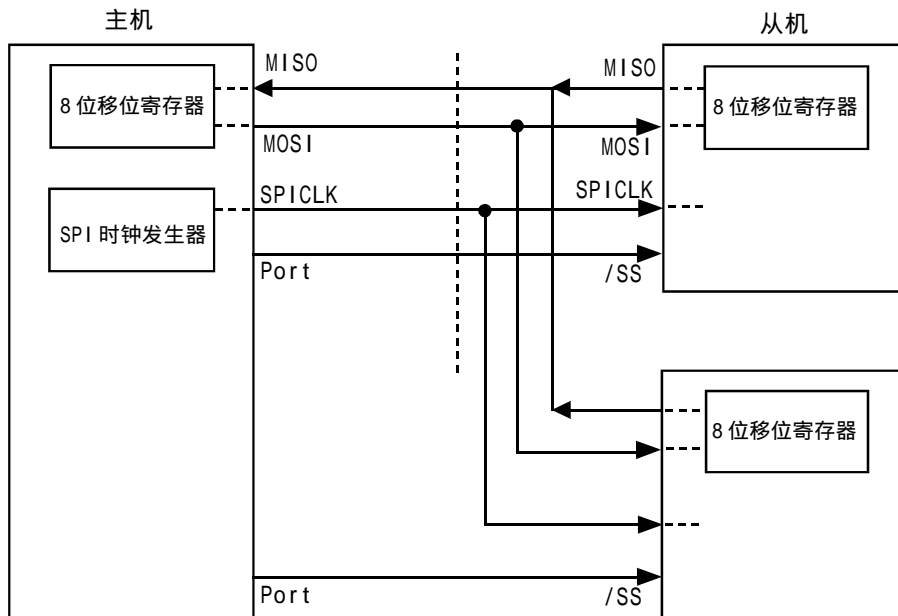 主机
从机
MISO
MISO
8 位移位寄存器
8 位移位寄存器
MOSI
MOSI
SPICLK
SPICLK
SPI 时钟发生器
Port
/SS
8 位移位寄存器
Port
/SS